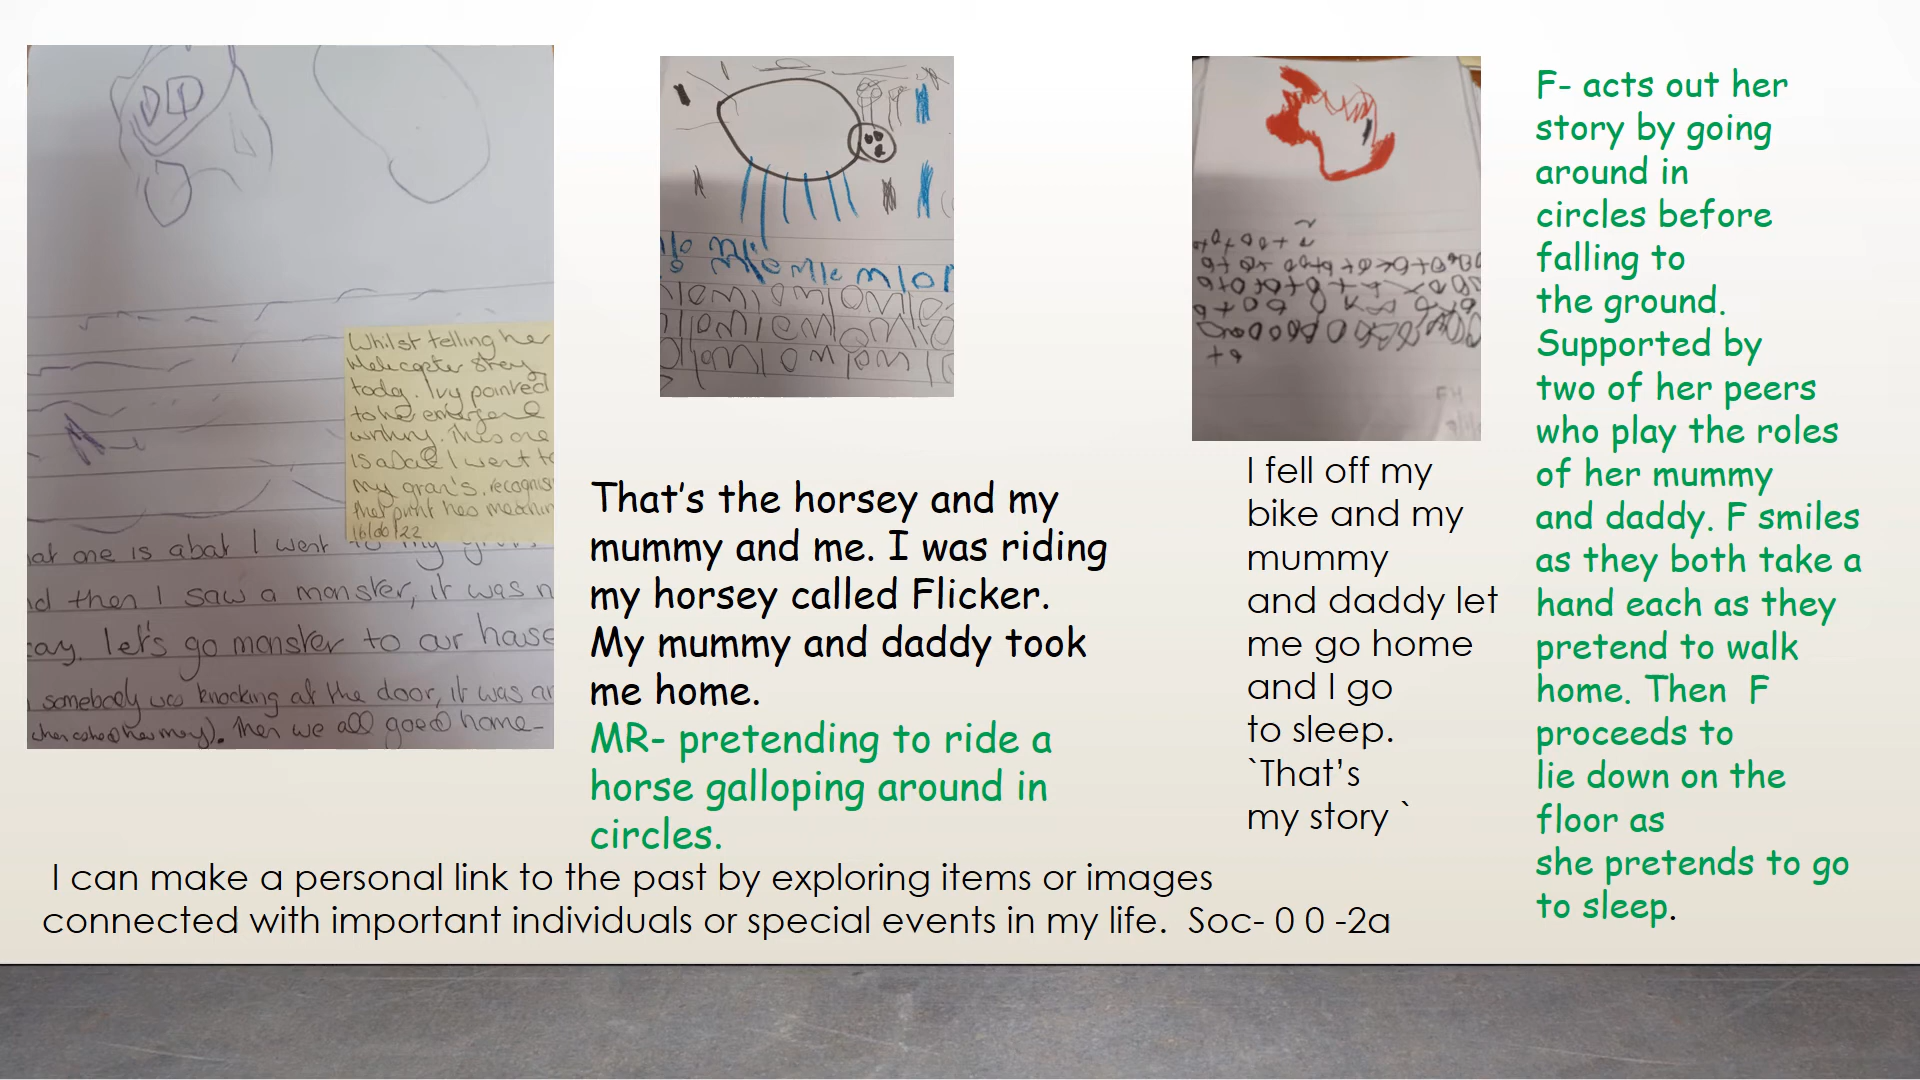 Whilst telling her
Helicopter story
today. Ivy pointed
to her emergent
writing. This one
is about I went to
my gran's. recognis
that print has meaning
16/06/22
at one is about I went to my gran's
d then I saw a monster, it was n
ay. let's go monster to our house
somebody was knocking at the door, it was an
Then we all goed home-
That's the horsey and my
mummy and me. I was riding
my horsey called Flicker.
My mummy and daddy took
me home.
MR- pretending to ride a
horse galloping around in
circles.
I fell off my
bike and my
mummy
and daddy let
me go home
and I go
to sleep.
`That's
my story `
F- acts out her
story by going
around in
circles before
falling to
the ground.
Supported by
two of her peers
who play the roles
of her mummy
and daddy. F smiles
as they both take a
hand each as they
pretend to walk
home. Then  F
proceeds to
lie down on the
floor as
she pretends to go
to sleep.
I can make a personal link to the past by exploring items or images
connected with important individuals or special events in my life.  Soc- 0 0 -2a